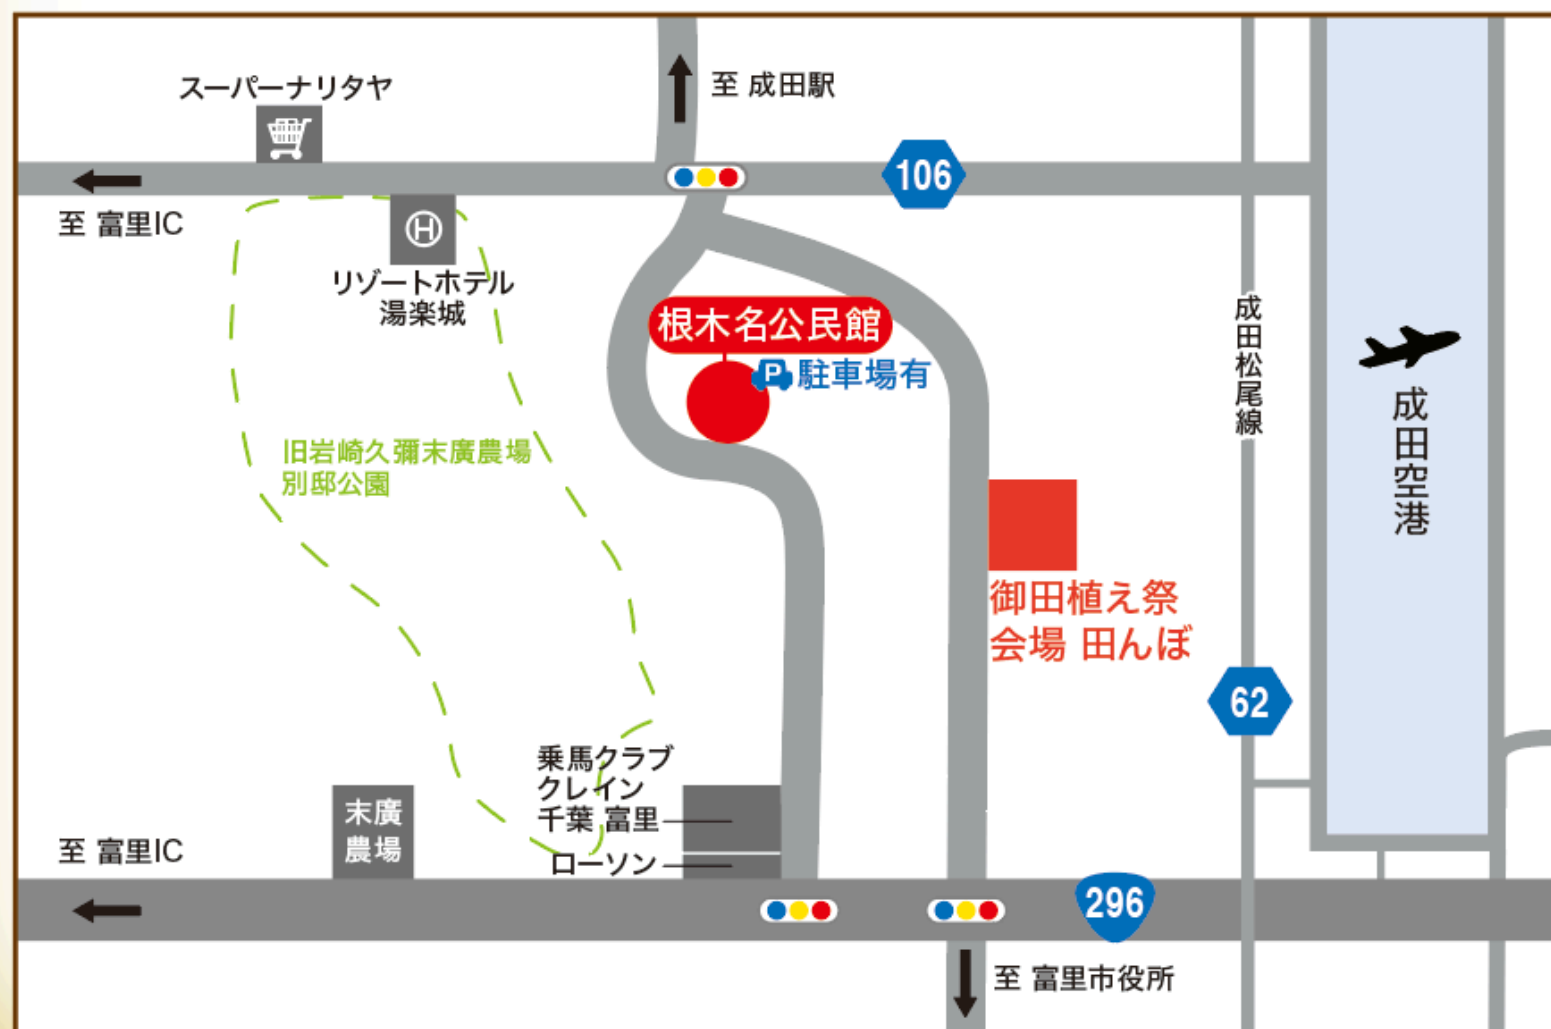 スーパーナリタヤ
至 成田駅
106
至 富里IC
H
リゾートホテル
湯楽城
根木名公民館
P
駐車場有
成田松尾線
成田空港
旧岩崎久彌末廣農場
別邸公園
御田植え祭
会場 田んぼ
62
乗馬クラブ
クレイン
千葉 富里
ローソン
末廣
農場
至 富里IC
296
至 富里市役所